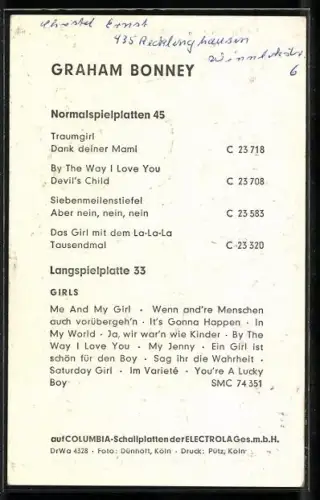 Christel Ernst
435 Recklinghausen
6
GRAHAM BONNEY
Normalspielplatten 45
Traumgirl
Dank deiner Mami C 23 718
By The Way I Love You
Devil's Child C 23 708
Siebenmeilenstiefel
Aber nein, nein, nein C 23 583
Das Girl mit dem La-La-La
Tausendmal C 23 320
Langspielplatte 33
GIRLS
Me And My Girl · Wenn and're Menschen
auch vorübergeh'n · It's Gonna Happen · In
My World · Ja, wir war'n wie Kinder · By The
Way I Love You · My Jenny · Ein Girl ist
schön für den Boy · Sag ihr die Wahrheit ·
Saturday Girl · Im Varieté · You're A Lucky
Boy SMC 74 351
auf COLUMBIA-Schallplatten der ELECTROLA Ges.m.b.H.
DrWa 4328 · Foto: Dünhöft, Köln · Druck: Pütz, Köln